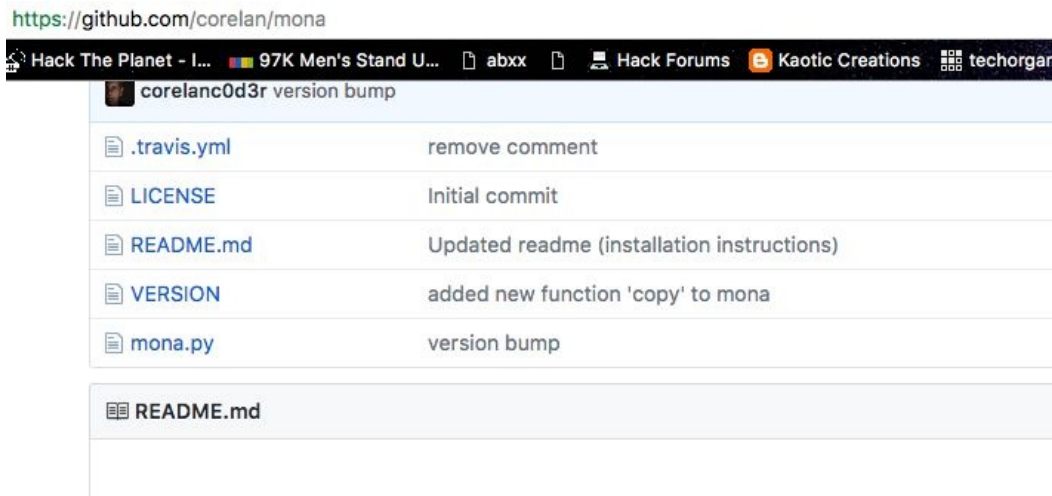 https://github.com/corelan/mona
Hack The Planet - I... 97K Men's Stand U... abxx Hack Forums Kaotic Creations techorgan
corelanc0d3r version bump
.travis.yml remove comment
LICENSE Initial commit
README.md Updated readme (installation instructions)
VERSION added new function 'copy' to mona
mona.py version bump
README.md